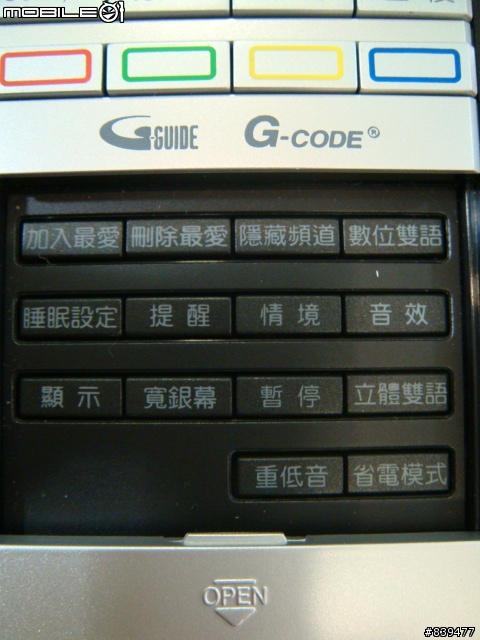 MOBILE01
G-GUIDE G-CODE®
加入最愛 刪除最愛 隱藏頻道 數位雙語
睡眠設定 提醒 情境 音效
顯示 寬銀幕 暫停 立體雙語
重低音 省電模式
OPEN
#839477